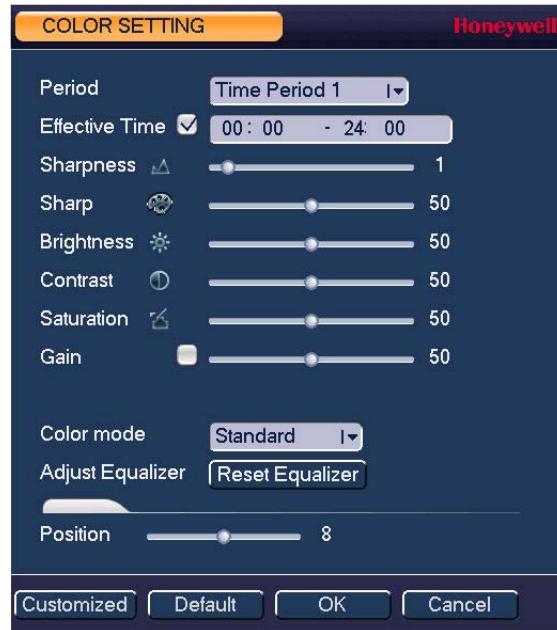 COLOR SETTING Honeywell
Period Time Period 1
Effective Time 00: 00 - 24: 00
Sharpness 1
Sharp 50
Brightness 50
Contrast 50
Saturation 50
Gain 50
Color mode Standard
Adjust Equalizer Reset Equalizer
Position 8
Customized Default OK Cancel